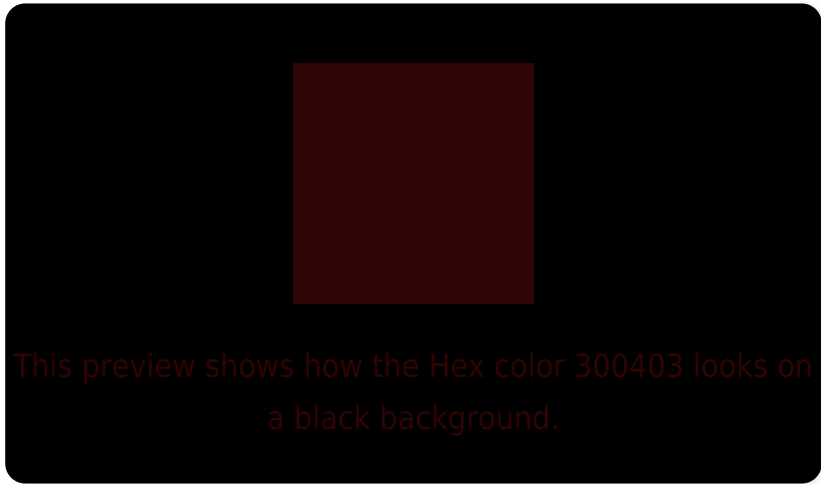 This preview shows how the Hex color 300403 looks on
a black background.